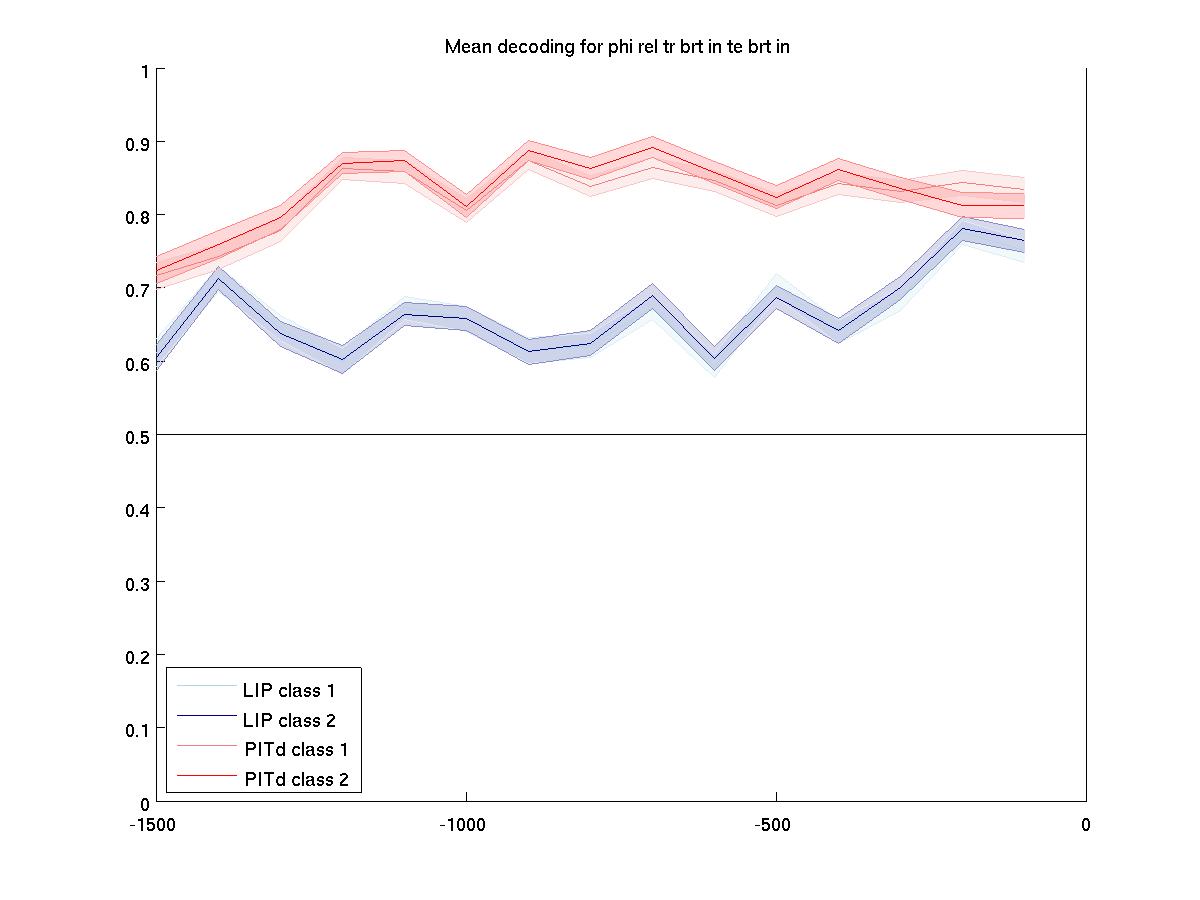 Mean decoding for phi rel tr brt in te brt in
1
0.9
0.8
0.7
0.6
0.5
0.4
0.3
0.2
0.1
0
LIP class 1
LIP class 2
PITd class 1
PITd class 2
-1500 -1000 -500 0